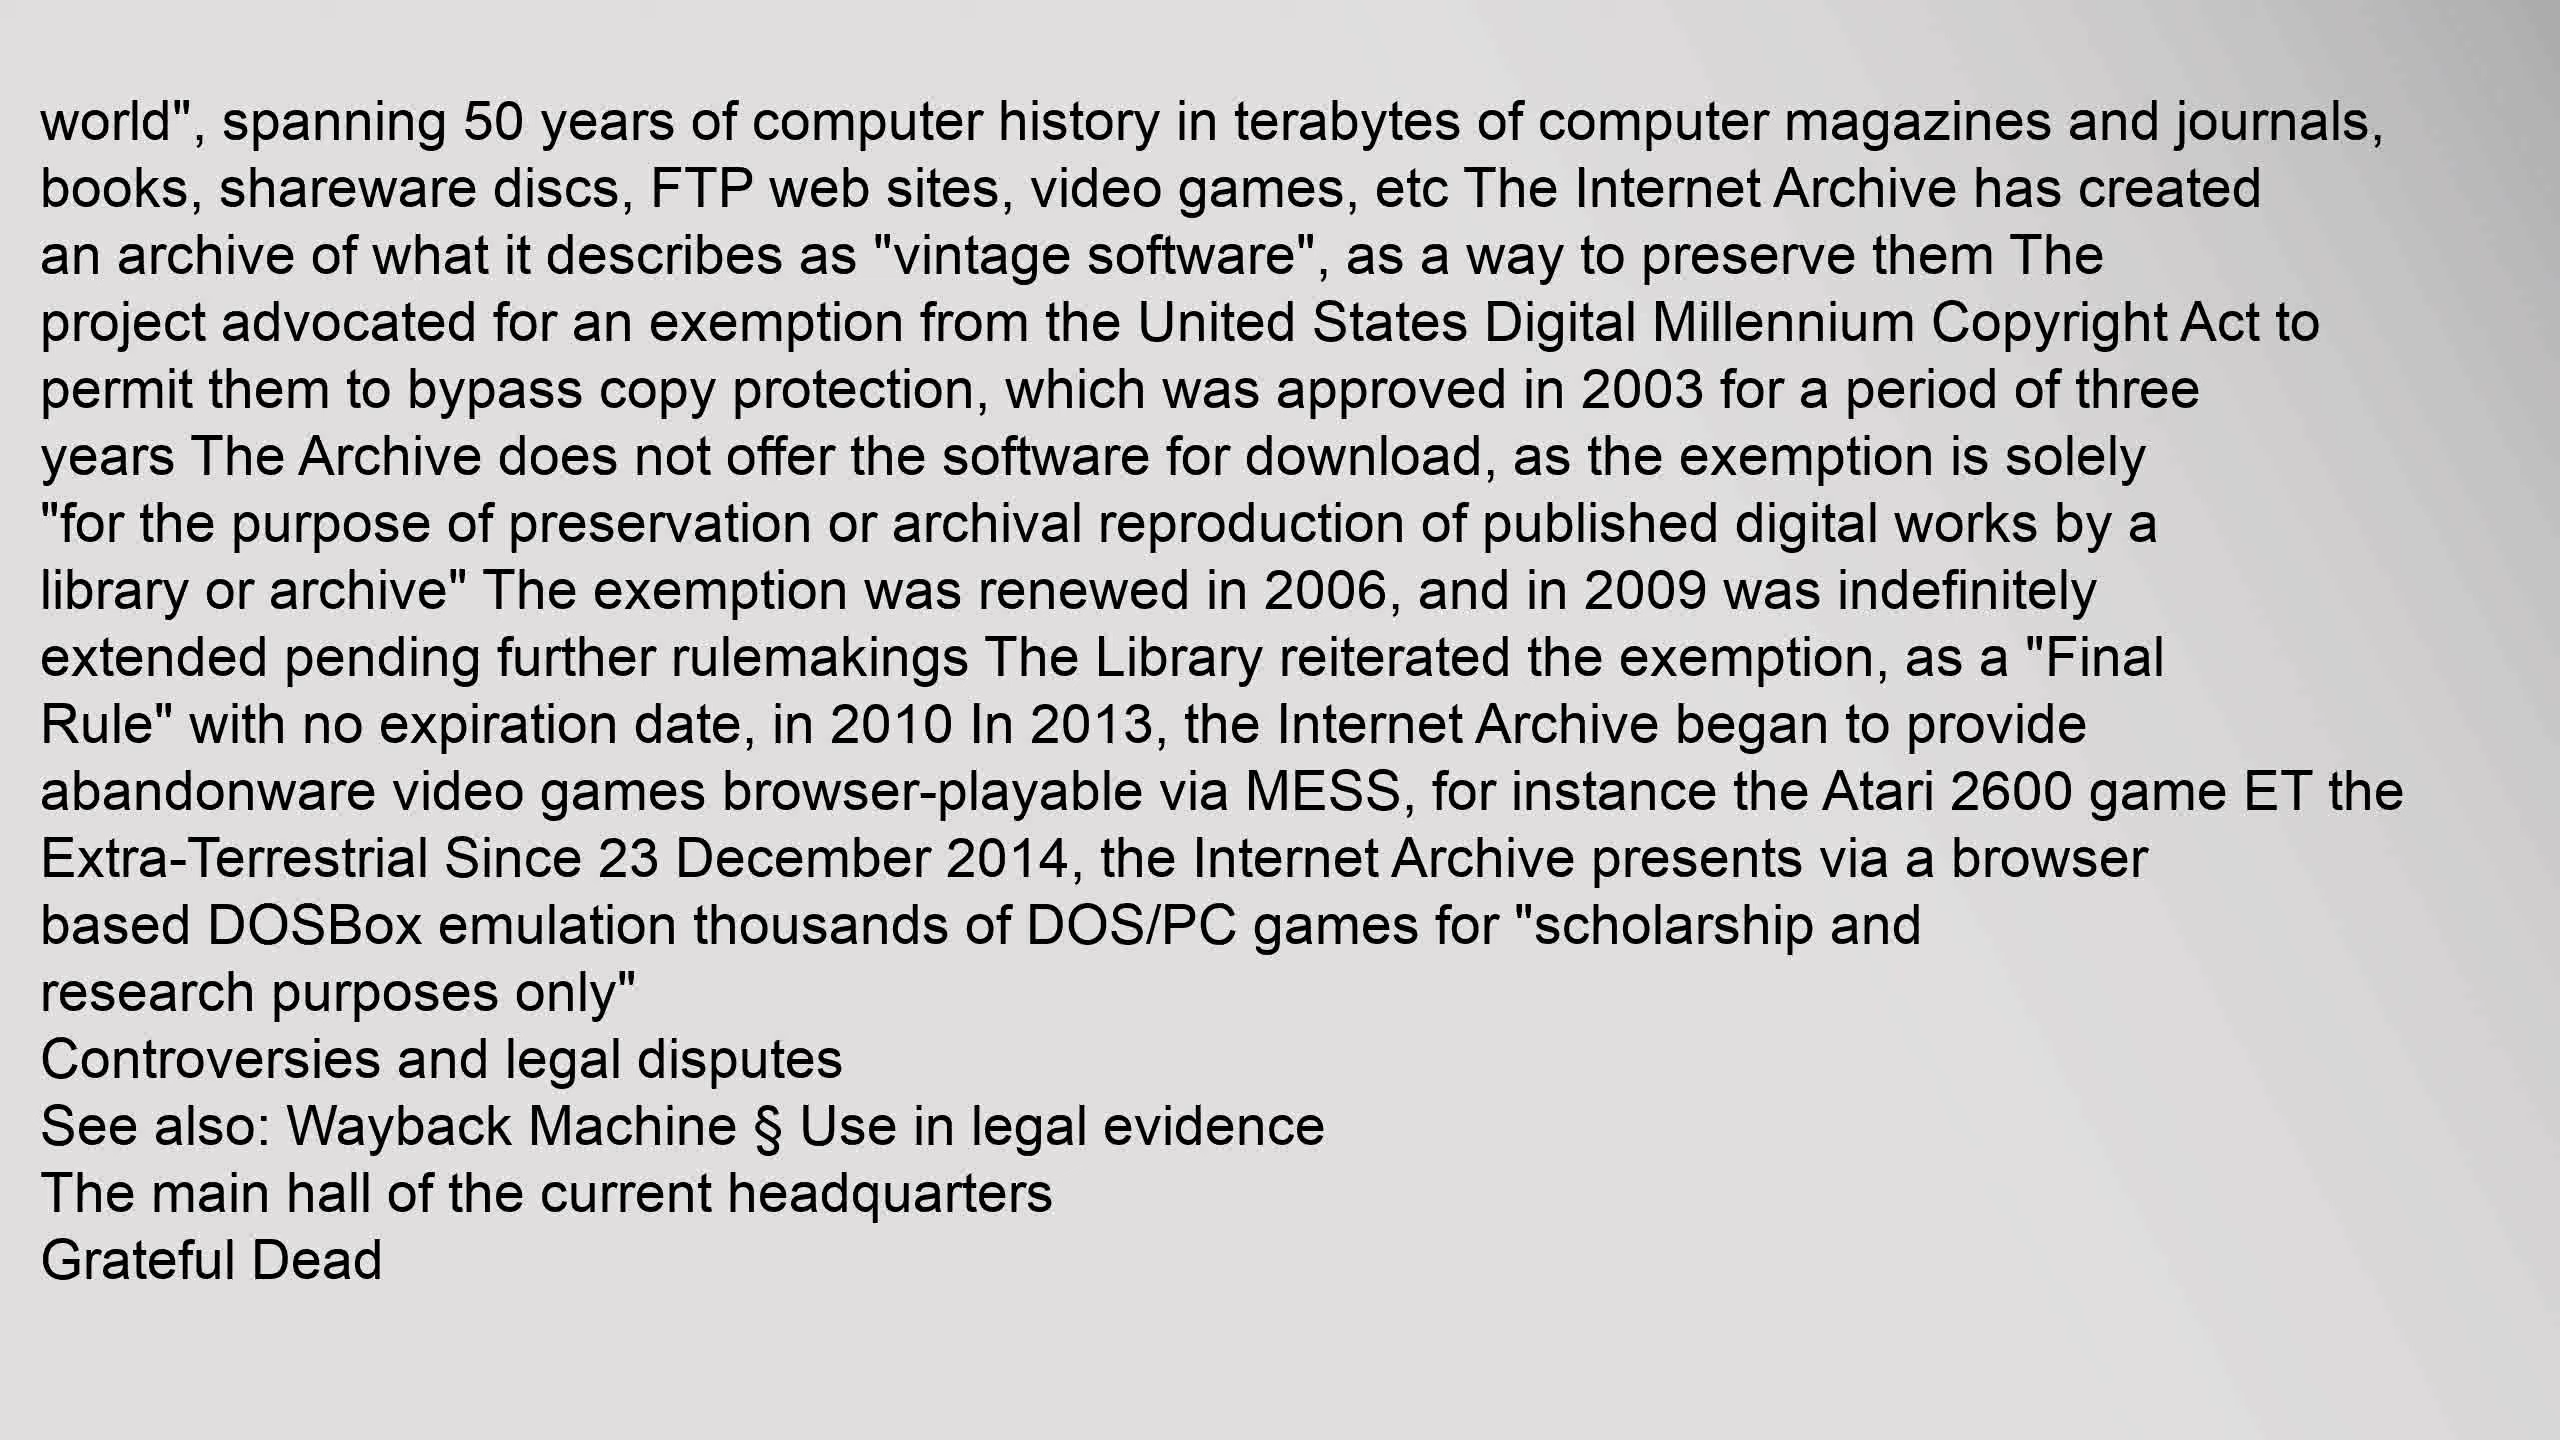 world", spanning 50 years of computer history in terabytes of computer magazines and journals,
books, shareware discs, FTP web sites, video games, etc The Internet Archive has created
an archive of what it describes as "vintage software", as a way to preserve them The
project advocated for an exemption from the United States Digital Millennium Copyright Act to
permit them to bypass copy protection, which was approved in 2003 for a period of three
years The Archive does not offer the software for download, as the exemption is solely
"for the purpose of preservation or archival reproduction of published digital works by a
library or archive" The exemption was renewed in 2006, and in 2009 was indefinitely
extended pending further rulemakings The Library reiterated the exemption, as a "Final
Rule" with no expiration date, in 2010 In 2013, the Internet Archive began to provide
abandonware video games browser-playable via MESS, for instance the Atari 2600 game ET the
Extra-Terrestrial Since 23 December 2014, the Internet Archive presents via a browser
based DOSBox emulation thousands of DOS/PC games for "scholarship and
research purposes only"
Controversies and legal disputes
See also: Wayback Machine § Use in legal evidence
The main hall of the current headquarters
Grateful Dead